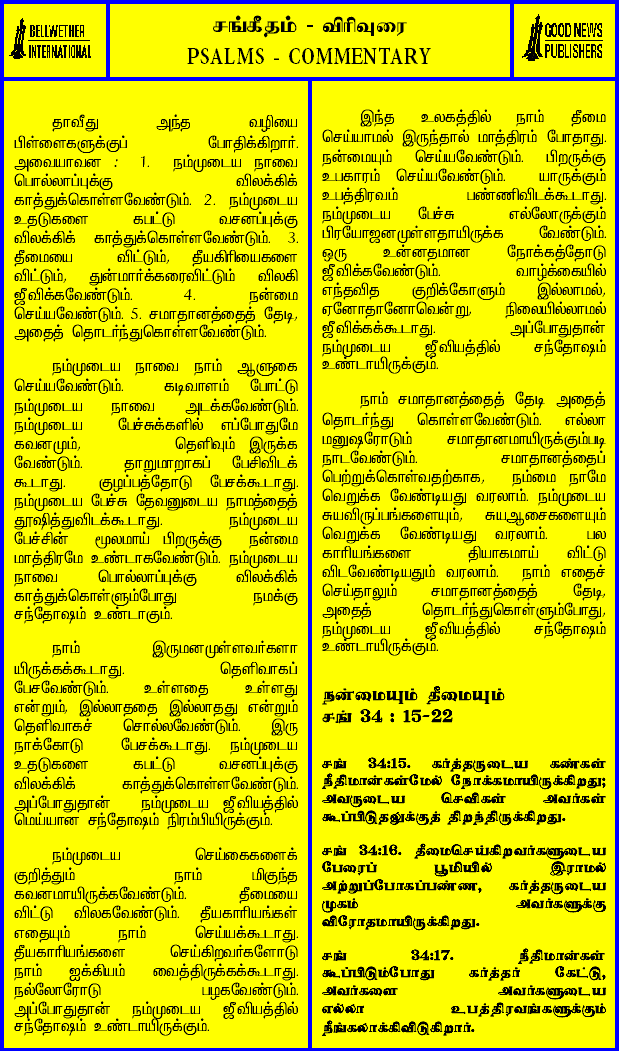 BELLWETHER
INTERNATIONAL
சங்கீதம் - விரிவுரை
PSALMS - COMMENTARY
GOOD NEWS
PUBLISHERS
தாவீது அந்த வழியை
பிள்ளைகளுக்குப் போதிக்கிறார்.
அவையாவன : 1. நம்முடைய நாவை
பொல்லாப்புக்கு விலக்கிக்
காத்துக்கொள்ளவேண்டும். 2. நம்முடைய
உதடுகளை கபட்டு வசனப்புக்கு
விலக்கிக் காத்துக்கொள்ளவேண்டும். 3.
தீமையை விட்டும், தீயகிரியைகளை
விட்டும், துன்மார்க்கரைவிட்டும் விலகி
ஜீவிக்கவேண்டும். 4. நன்மை
செய்யவேண்டும். 5. சமாதானத்தைத் தேடி,
அதைத் தொடர்ந்துகொள்ளவேண்டும்.
நம்முடைய நாவை நாம் ஆளுகை
செய்யவேண்டும். கடிவாளம் போட்டு
நம்முடைய நாவை அடக்கவேண்டும்.
நம்முடைய பேச்சுக்களில் எப்போதுமே
கவனமும், தெளிவும் இருக்க
வேண்டும். தாறுமாறாகப் பேசிவிடக்
கூடாது. குழப்பத்தோடு பேசக்கூடாது.
நம்முடைய பேச்சு தேவனுடைய நாமத்தைத்
தூஷித்துவிடக்கூடாது. நம்முடைய
பேச்சின் மூலமாய் பிறருக்கு நன்மை
மாத்திரமே உண்டாகவேண்டும். நம்முடைய
நாவை பொல்லாப்புக்கு விலக்கிக்
காத்துக்கொள்ளும்போது நமக்கு
சந்தோஷம் உண்டாகும்.
நாம் இருமனமுள்ளவர்களா
யிருக்கக்கூடாது. தெளிவாகப்
பேசவேண்டும். உள்ளதை உள்ளது
என்றும், இல்லாததை இல்லாதது என்றும்
தெளிவாகச் சொல்லவேண்டும். இரு
நாக்கோடு பேசக்கூடாது. நம்முடைய
உதடுகளை கபட்டு வசனப்புக்கு
விலக்கிக் காத்துக்கொள்ளவேண்டும்.
அப்போதுதான் நம்முடைய ஜீவியத்தில்
மெய்யான சந்தோஷம் நிரம்பியிருக்கும்.
நம்முடைய செய்கைகளைக்
குறித்தும் நாம் மிகுந்த
கவனமாயிருக்கவேண்டும். தீமையை
விட்டு விலகவேண்டும். தீயகாரியங்கள்
எதையும் நாம் செய்யக்கூடாது.
தீயகாரியங்களை செய்கிறவர்களோடு
நாம் ஐக்கியம் வைத்திருக்கக்கூடாது.
நல்லோரோடு பழகவேண்டும்.
அப்போதுதான் நம்முடைய ஜீவியத்தில்
சந்தோஷம் உண்டாயிருக்கும்.
இந்த உலகத்தில் நாம் தீமை
செய்யாமல் இருந்தால் மாத்திரம் போதாது.
நன்மையும் செய்யவேண்டும். பிறருக்கு
உபகாரம் செய்யவேண்டும். யாருக்கும்
உபத்திரவம் பண்ணிவிடக்கூடாது.
நம்முடைய பேச்சு எல்லோருக்கும்
பிரயோஜனமுள்ளதாயிருக்க வேண்டும்.
ஒரு உன்னதமான நோக்கத்தோடு
ஜீவிக்கவேண்டும். வாழ்க்கையில்
எந்தவித குறிக்கோளும் இல்லாமல்,
ஏனோதானோவென்று, நிலையில்லாமல்
ஜீவிக்கக்கூடாது. அப்போதுதான்
நம்முடைய ஜீவியத்தில் சந்தோஷம்
உண்டாயிருக்கும்.
நாம் சமாதானத்தைத் தேடி அதைத்
தொடர்ந்து கொள்ளவேண்டும். எல்லா
மனுஷரோடும் சமாதானமாயிருக்கும்படி
நாடவேண்டும். சமாதானத்தைப்
பெற்றுக்கொள்வதற்காக, நம்மை நாமே
வெறுக்க வேண்டியது வரலாம். நம்முடைய
சுயவிருப்பங்களையும், சுயஆசைகளையும்
வெறுக்க வேண்டியது வரலாம். பல
காரியங்களை தியாகமாய் விட்டு
விடவேண்டியதும் வரலாம். நாம் எதைச்
செய்தாலும் சமாதானத்தைத் தேடி,
அதைத் தொடர்ந்துகொள்ளும்போது,
நம்முடைய ஜீவியத்தில் சந்தோஷம்
உண்டாயிருக்கும்.
நன்மையும் தீமையும்
சங் 34 : 15-22
சங் 34:15. கர்த்தருடைய கண்கள்
நீதிமான்கள்மேல் நோக்கமாயிருக்கிறது;
அவருடைய செவிகள் அவர்கள்
கூப்பிடுதலுக்குத் திறந்திருக்கிறது.
சங் 34:16. தீமைசெய்கிறவர்களுடைய
பேரைப் பூமியில் இராமல்
அற்றுப்போகப்பண்ண, கர்த்தருடைய
முகம் அவர்களுக்கு
விரோதமாயிருக்கிறது.
சங் 34:17. நீதிமான்கள்
கூப்பிடும்போது கர்த்தர் கேட்டு,
அவர்களை அவர்களுடைய
எல்லா உபத்திரவங்களுக்கும்
நீங்கலாக்கிவிடுகிறார்.